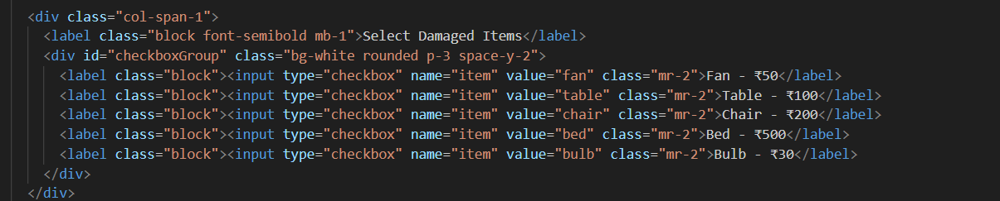 <div class="col-span-1">
<label class="block font-semibold mb-1">Select Damaged Items</label>
<div id="checkboxGroup" class="bg-white rounded p-3 space-y-2">
<label class="block"><input type="checkbox" name="item" value="fan" class="mr-2">Fan - ₹50</label>
<label class="block"><input type="checkbox" name="item" value="table" class="mr-2">Table - ₹100</label>
<label class="block"><input type="checkbox" name="item" value="chair" class="mr-2">Chair - ₹200</label>
<label class="block"><input type="checkbox" name="item" value="bed" class="mr-2">Bed - ₹500</label>
<label class="block"><input type="checkbox" name="item" value="bulb" class="mr-2">Bulb - ₹30</label>
</div>
</div>